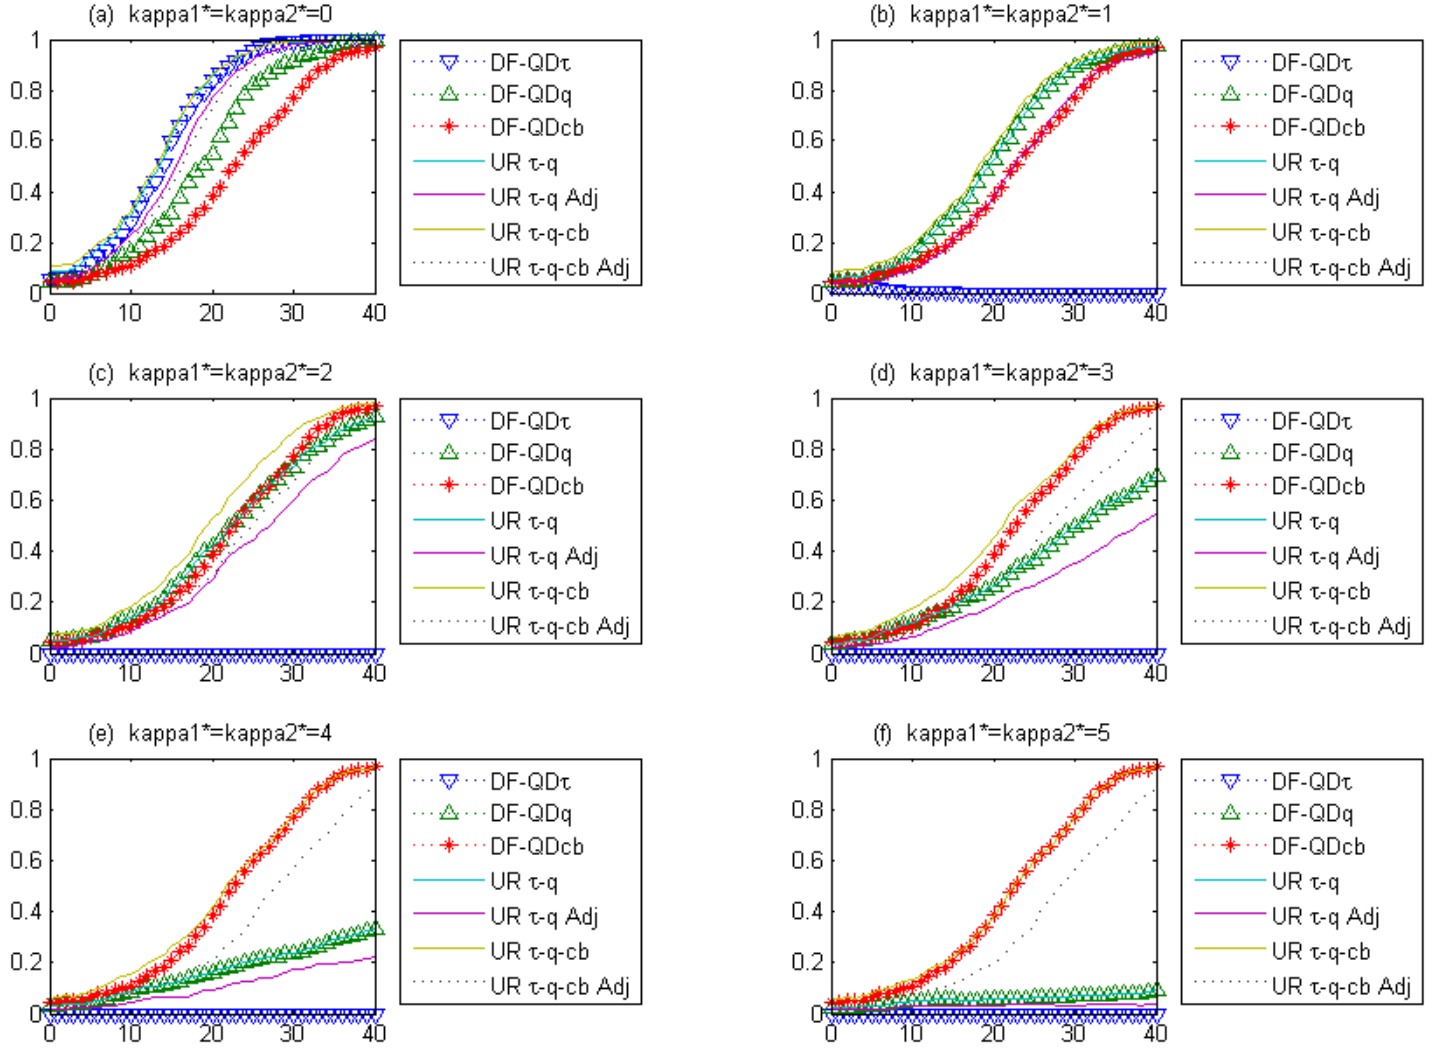 (a) kappa1*=kappa2*=0
1
0.8
0.6
0.4
0.2
0
0 10 20 30 40
DF-QDτ
DF-QDq
DF-QDcb
UR τ-q
UR τ-q Adj
UR τ-q-cb
UR τ-q-cb Adj
(b) kappa1*=kappa2*=1
1
0.8
0.6
0.4
0.2
0
0 10 20 30 40
DF-QDτ
DF-QDq
DF-QDcb
UR τ-q
UR τ-q Adj
UR τ-q-cb
UR τ-q-cb Adj
(c) kappa1*=kappa2*=2
1
0.8
0.6
0.4
0.2
0
0 10 20 30 40
DF-QDτ
DF-QDq
DF-QDcb
UR τ-q
UR τ-q Adj
UR τ-q-cb
UR τ-q-cb Adj
(d) kappa1*=kappa2*=3
1
0.8
0.6
0.4
0.2
0
0 10 20 30 40
DF-QDτ
DF-QDq
DF-QDcb
UR τ-q
UR τ-q Adj
UR τ-q-cb
UR τ-q-cb Adj
(e) kappa1*=kappa2*=4
1
0.8
0.6
0.4
0.2
0
0 10 20 30 40
DF-QDτ
DF-QDq
DF-QDcb
UR τ-q
UR τ-q Adj
UR τ-q-cb
UR τ-q-cb Adj
(f) kappa1*=kappa2*=5
1
0.8
0.6
0.4
0.2
0
0 10 20 30 40
DF-QDτ
DF-QDq
DF-QDcb
UR τ-q
UR τ-q Adj
UR τ-q-cb
UR τ-q-cb Adj